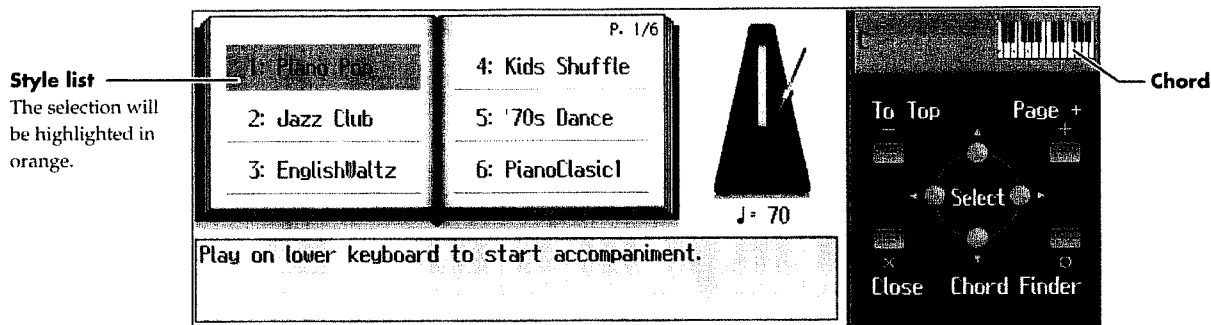 Style list
The selection will
be highlighted in
orange.
P. 1/6
1: Piano Pop
2: Jazz Club
3: EnglishWaltz
4: Kids Shuffle
5: '70s Dance
6: PianoClasic1
♩= 70
Play on lower keyboard to start accompaniment.
C
Chord
To Top
Page +
−
+
Select
×
○
Close
Chord Finder